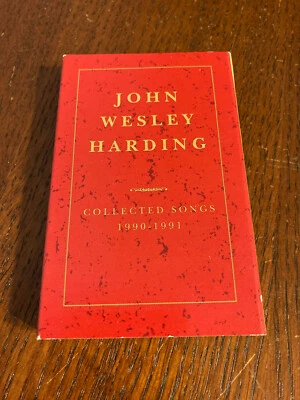 JOHN
WESLEY
HARDING
COLLECTED SONGS
1990-1991